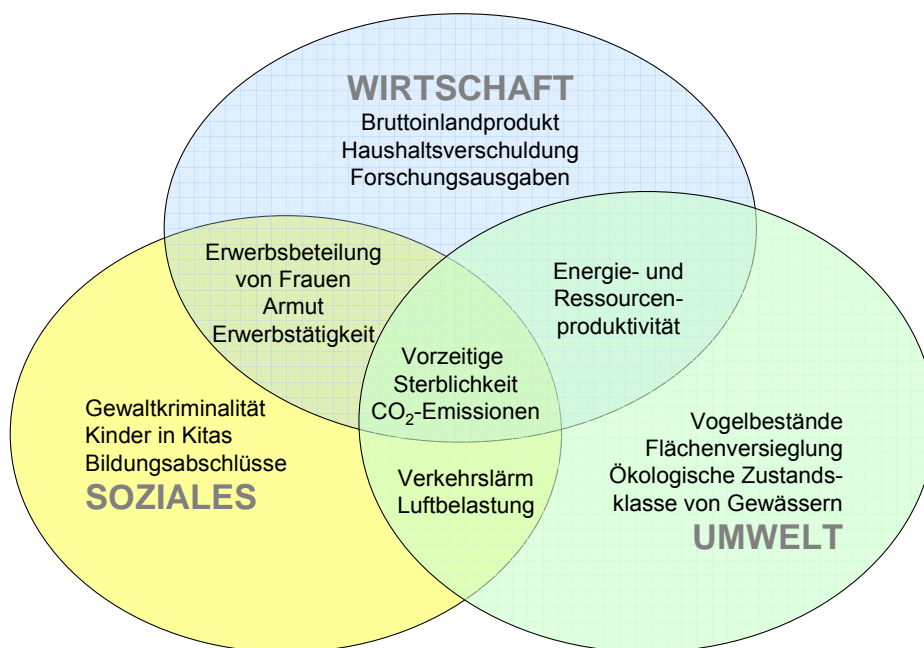 WIRTSCHAFT
Bruttoinlandprodukt
Haushaltsverschuldung
Forschungsausgaben
Erwerbsbeteilung
von Frauen
Armut
Erwerbstätigkeit
Energie- und
Ressourcen-
produktivität
Vorzeitige
Sterblichkeit
CO₂-Emissionen
Gewaltkriminalität
Kinder in Kitas
Bildungsabschlüsse
SOZIALES
Verkehrslärm
Luftbelastung
Vogelbestände
Flächenversieglung
Ökologische Zustands-
klasse von Gewässern
UMWELT